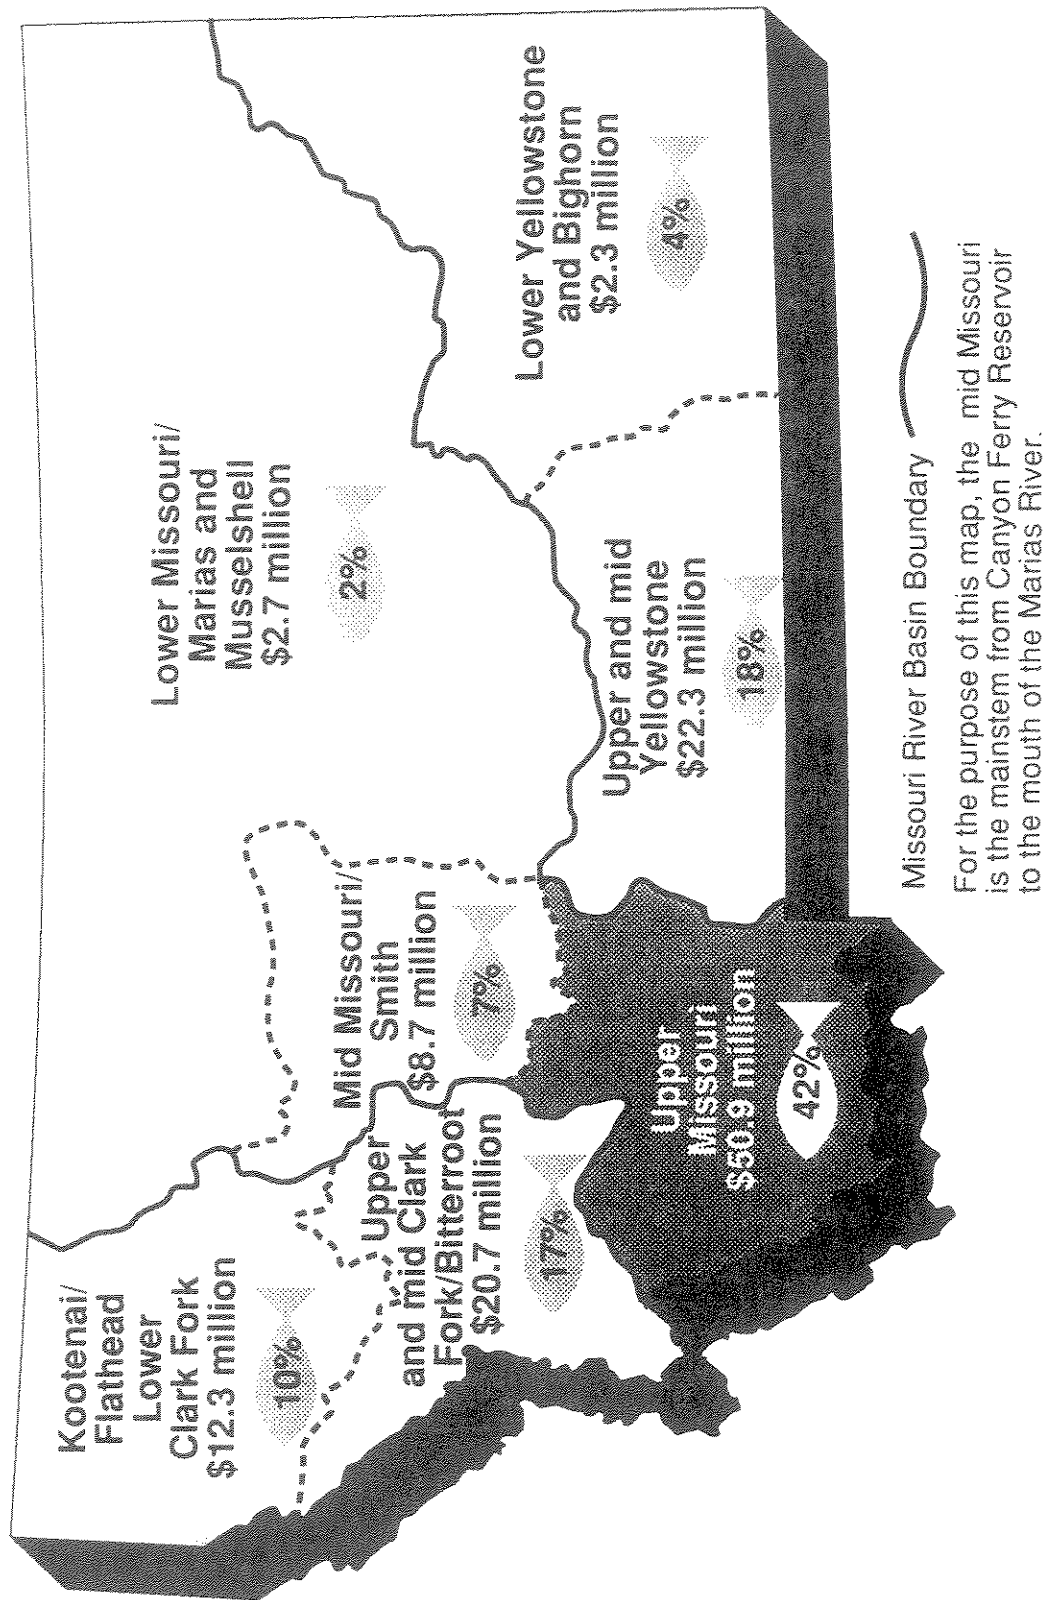 Kootenai/
Flathead
Lower
Clark Fork
$12.3 million
10%
Upper
and mid Clark
Fork/Bitterroot
$20.7 million
17%
Mid Missouri/
Smith
$8.7 million
7%
Lower Missouri/
Marias and
Musselshell
$2.7 million
2%
Upper
Missouri
$50.9 million
42%
Upper and mid
Yellowstone
$22.3 million
18%
Lower Yellowstone
and Bighorn
$2.3 million
4%
Missouri River Basin Boundary
For the purpose of this map, the mid Missouri
is the mainstem from Canyon Ferry Reservoir
to the mouth of the Marias River.